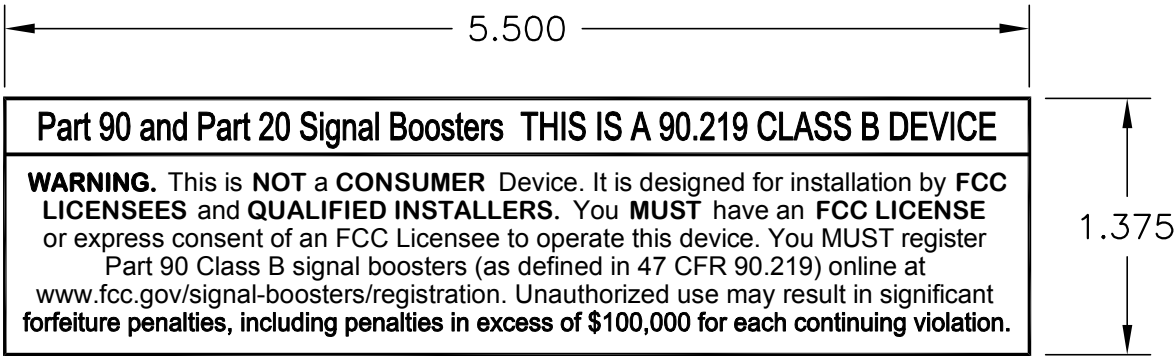 5.500
Part 90 and Part 20 Signal Boosters THIS IS A 90.219 CLASS B DEVICE
WARNING. This is NOT a CONSUMER Device. It is designed for installation by FCC
LICENSEES and QUALIFIED INSTALLERS. You MUST have an FCC LICENSE
or express consent of an FCC Licensee to operate this device. You MUST register
Part 90 Class B signal boosters (as defined in 47 CFR 90.219) online at
www.fcc.gov/signal-boosters/registration. Unauthorized use may result in significant
forfeiture penalties, including penalties in excess of $100,000 for each continuing violation.
1.375